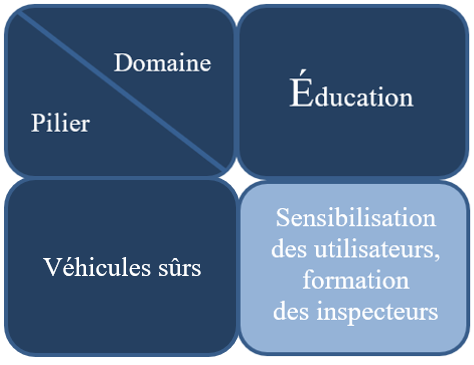 Domaine
Pilier
Éducation
Véhicules sûrs
Sensibilisation
des utilisateurs,
formation
des inspecteurs